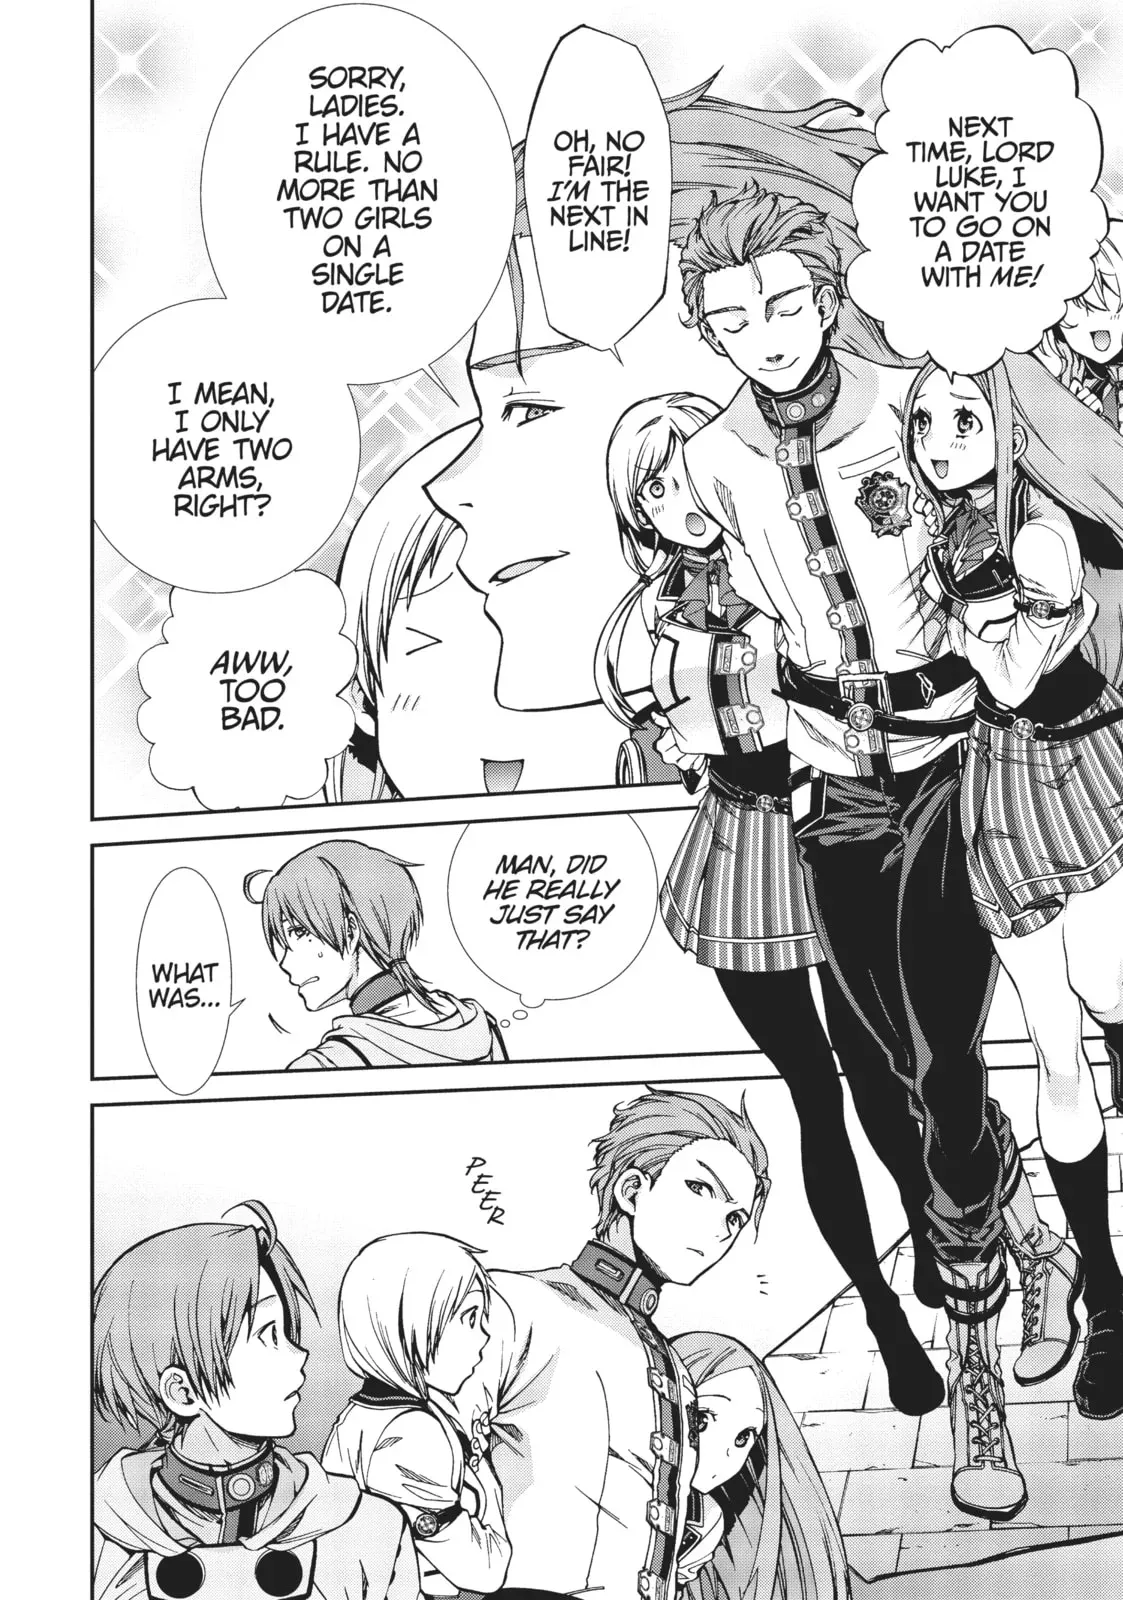 NEXT
TIME, LORD
LUKE, I
WANT YOU
TO GO ON
A DATE
WITH ME!
OH, NO
FAIR!
I'M THE
NEXT IN
LINE!
SORRY,
LADIES.
I HAVE A
RULE. NO
MORE THAN
TWO GIRLS
ON A
SINGLE
DATE.
I MEAN,
I ONLY
HAVE TWO
ARMS,
RIGHT?
AWW,
TOO
BAD.
MAN, DID
HE REALLY
JUST SAY
THAT?
WHAT
WAS...
PEER